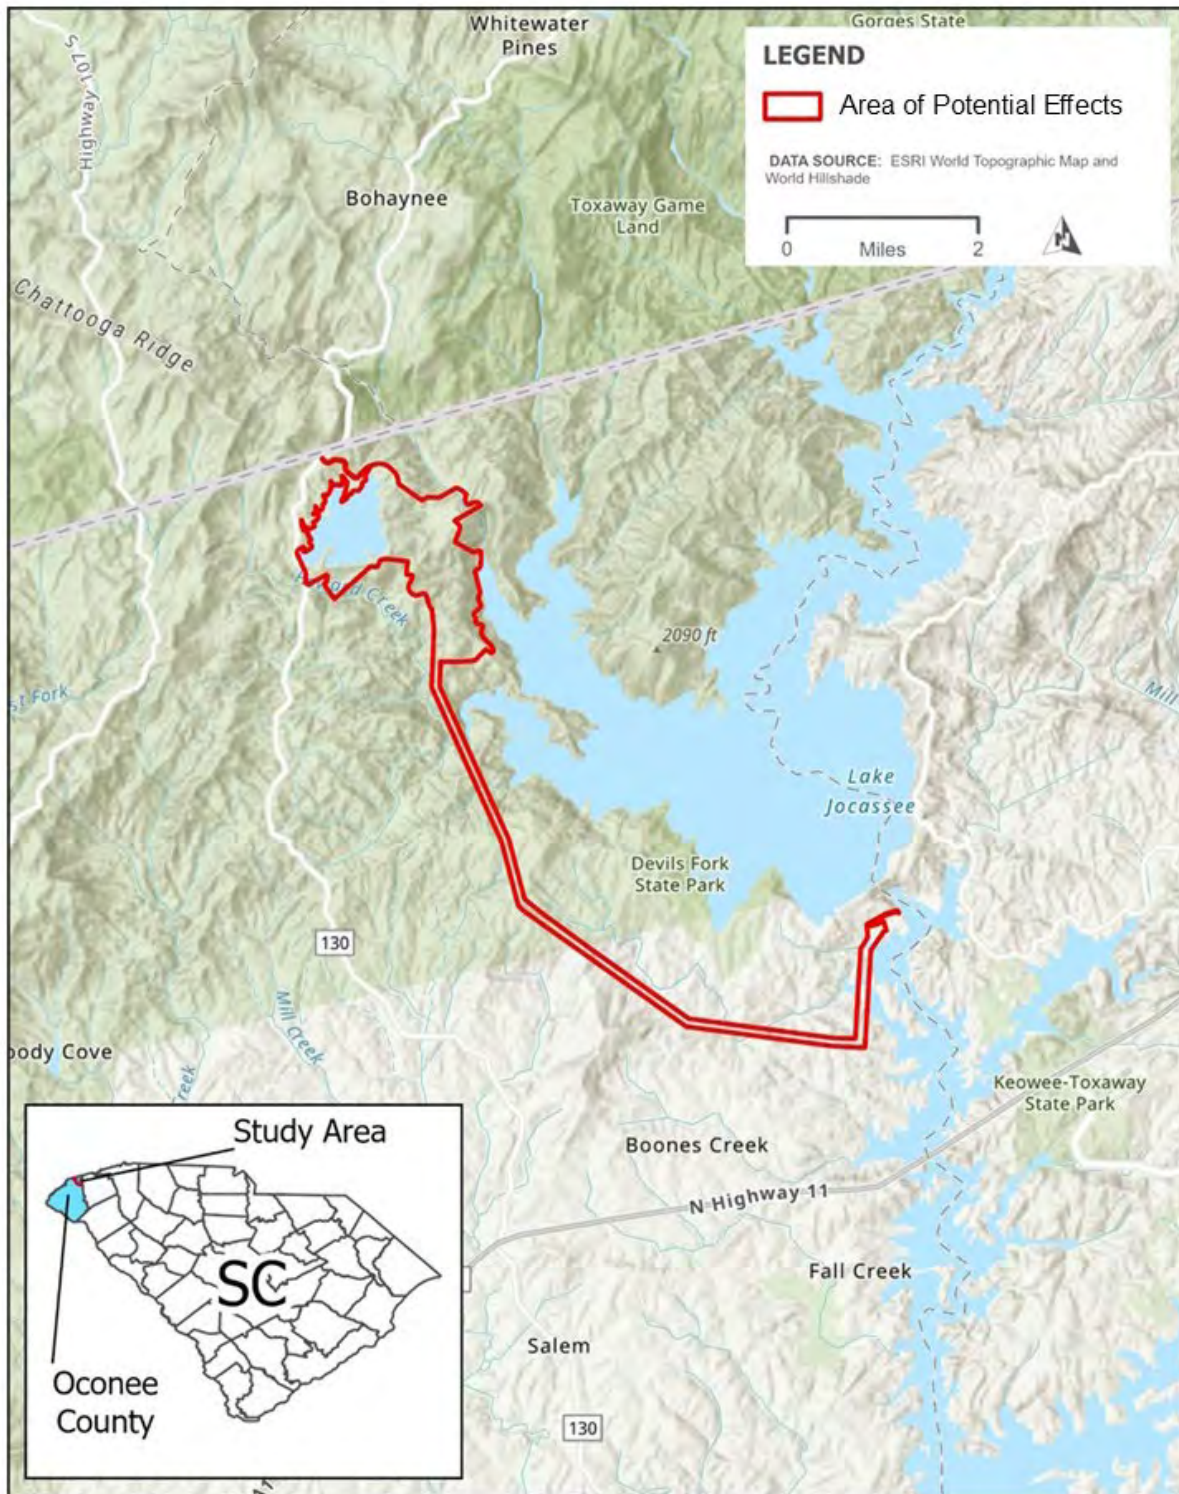 Whitewater
Pines
Gorges State
LEGEND
Area of Potential Effects
DATA SOURCE: ESRI World Topographic Map and
World Hillshade
0 Miles 2
N
Highway 107 S
Bohaynee
Toxaway Game
Land
Chattooga Ridge
Creek
2090 ft
Fork
Mill
Lake
Jocassee
Devils Fork
State Park
130
Mill Creek
Cove
Creek
Keowee-Toxaway
State Park
Boones Creek
N Highway 11
Fall Creek
Salem
130
Study Area
SC
Oconee
County
11